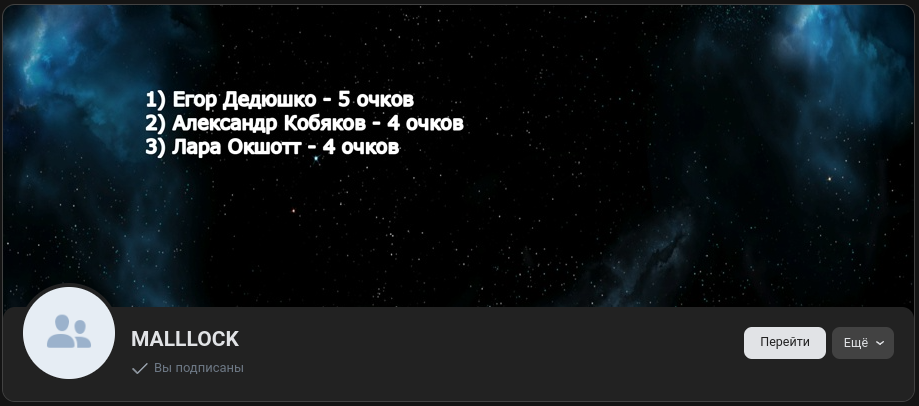 1) Егор Дедюшко - 5 очков
2) Александр Кобяков - 4 очков
3) Лара Окшотт - 4 очков
MALLLOCK
Вы подписаны
Перейти
Ещё